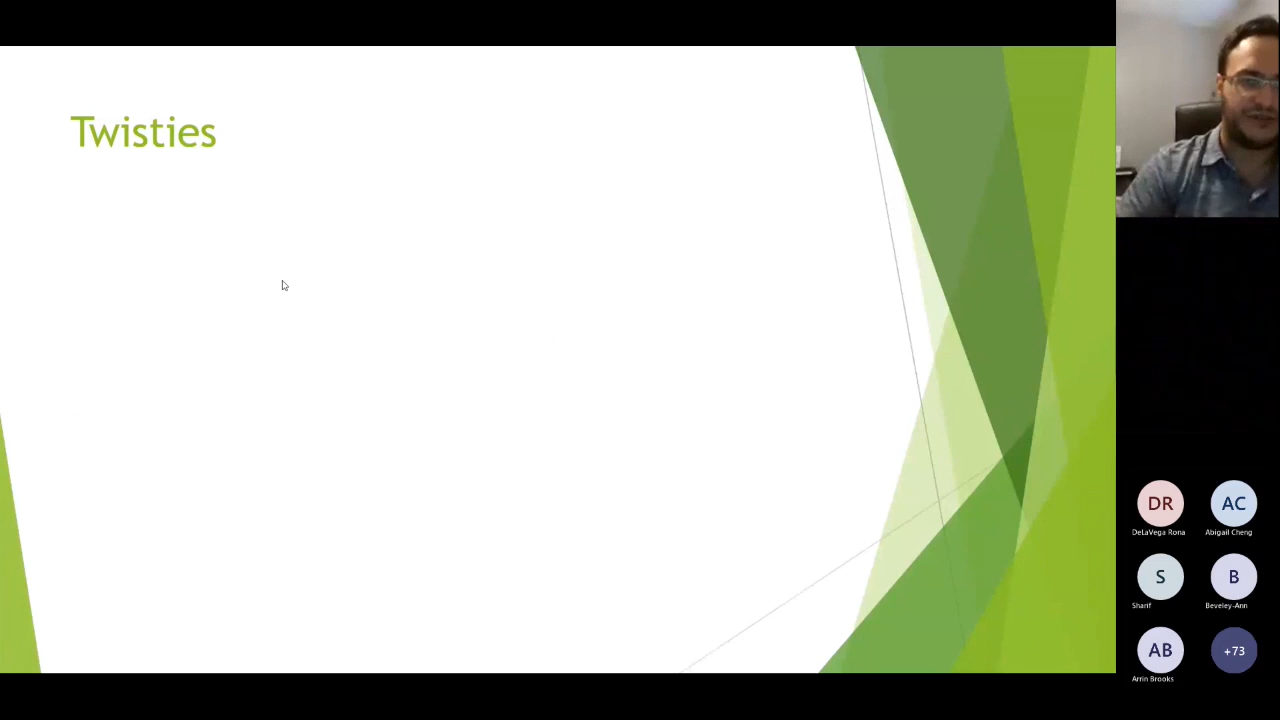 Twisties
DR
AC
DeLaVega Rona
Abigail Cheng
S
B
Sharif
Beveley-Ann
AB
+73
Arrin Brooks